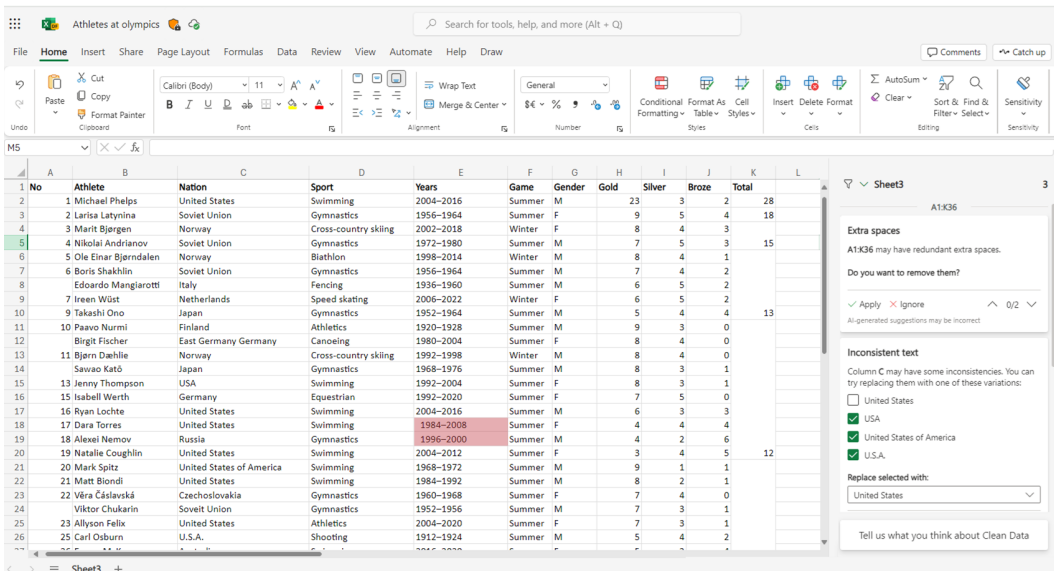 Athletes at olympics
Search for tools, help, and more (Alt + Q)
File Home Insert Share Page Layout Formulas Data Review View Automate Help Draw
Comments Catch up
Paste Cut Copy Format Painter
Calibri (Body) 11
B I U D ab A
Wrap Text
Merge & Center
General
$€ % 9
Conditional Formatting Format As Table Cell Styles
Insert Delete Format
AutoSum
Clear
Sort & Filter Find & Select
Sensitivity
Undo Clipboard Font Alignment Number Styles Cells Editing Sensitivity
M5 fx
A B C D E F G H I J K L
1 No Athlete Nation Sport Years Game Gender Gold Silver Broze Total
2 1 Michael Phelps United States Swimming 2004–2016 Summer M 23 3 2 28
3 2 Larisa Latynina Soviet Union Gymnastics 1956–1964 Summer F 9 5 4 18
4 3 Marit Bjørgen Norway Cross-country skiing 2002–2018 Winter F 8 4 3
5 4 Nikolai Andrianov Soviet Union Gymnastics 1972–1980 Summer M 7 5 3 15
6 5 Ole Einar Bjørndalen Norway Biathlon 1998–2014 Winter M 8 4 1
7 6 Boris Shakhlin Soviet Union Gymnastics 1956–1964 Summer M 7 4 2
8 Edoardo Mangiarotti Italy Fencing 1936–1960 Summer M 6 5 2
9 7 Ireen Wüst Netherlands Speed skating 2006–2022 Winter F 6 5 2
10 9 Takashi Ono Japan Gymnastics 1952–1964 Summer M 5 4 4 13
11 10 Paavo Nurmi Finland Athletics 1920–1928 Summer M 9 3 0
12 Birgit Fischer East Germany Germany Canoeing 1980–2004 Summer F 8 4 0
13 11 Bjørn Dæhlie Norway Cross-country skiing 1992–1998 Winter M 8 4 0
14 Sawao Katō Japan Gymnastics 1968–1976 Summer M 8 3 1
15 13 Jenny Thompson USA Swimming 1992–2004 Summer F 8 3 1
16 15 Isabell Werth Germany Equestrian 1992–2020 Summer F 7 5 0
17 16 Ryan Lochte United States Swimming 2004–2016 Summer M 6 3 3
18 17 Dara Torres United States Swimming 1984–2008 Summer F 4 4 4
19 18 Alexei Nemov Russia Gymnastics 1996–2000 Summer M 4 2 6
20 19 Natalie Coughlin United States Swimming 2004–2012 Summer F 3 4 5 12
21 20 Mark Spitz United States of America Swimming 1968–1972 Summer M 9 1 1
22 21 Matt Biondi United States Swimming 1984–1992 Summer M 8 2 1
23 22 Věra Čáslavská Czechoslovakia Gymnastics 1960–1968 Summer F 7 4 0
24 Viktor Chukarin Soveit Union Gymnastics 1952–1956 Summer M 7 3 1
25 23 Allyson Felix United States Athletics 2004–2020 Summer F 7 3 1
26 25 Carl Osburn U.S.A. Shooting 1912–1924 Summer M 5 4 2
Sheet3
Sheet3 3
A1:K36
Extra spaces
A1:K36 may have redundant extra spaces.
Do you want to remove them?
Apply Ignore 0/2
AI-generated suggestions may be incorrect
Inconsistent text
Column C may have some inconsistencies. You can
try replacing them with one of these variations:
United States
USA
United States of America
U.S.A.
Replace selected with:
United States
Tell us what you think about Clean Data